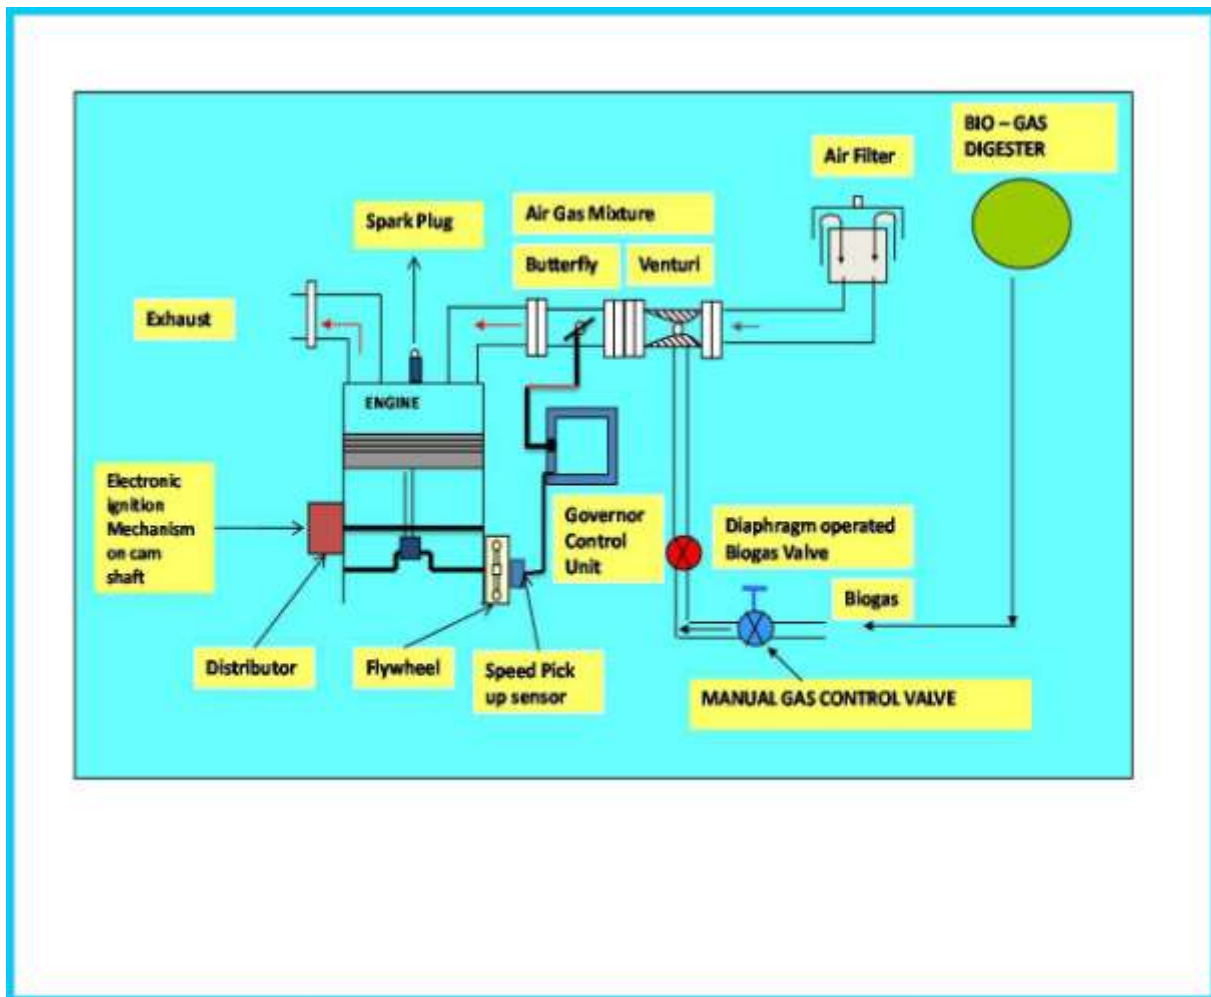 BIO – GAS
DIGESTER
Air Filter
Spark Plug
Air Gas Mixture
Butterfly
Venturi
Exhaust
ENGINE
Electronic
ignition
Mechanism
on cam
shaft
Governor
Control
Unit
Diaphragm operated
Biogas Valve
Biogas
Distributor
Flywheel
Speed Pick
up sensor
MANUAL GAS CONTROL VALVE